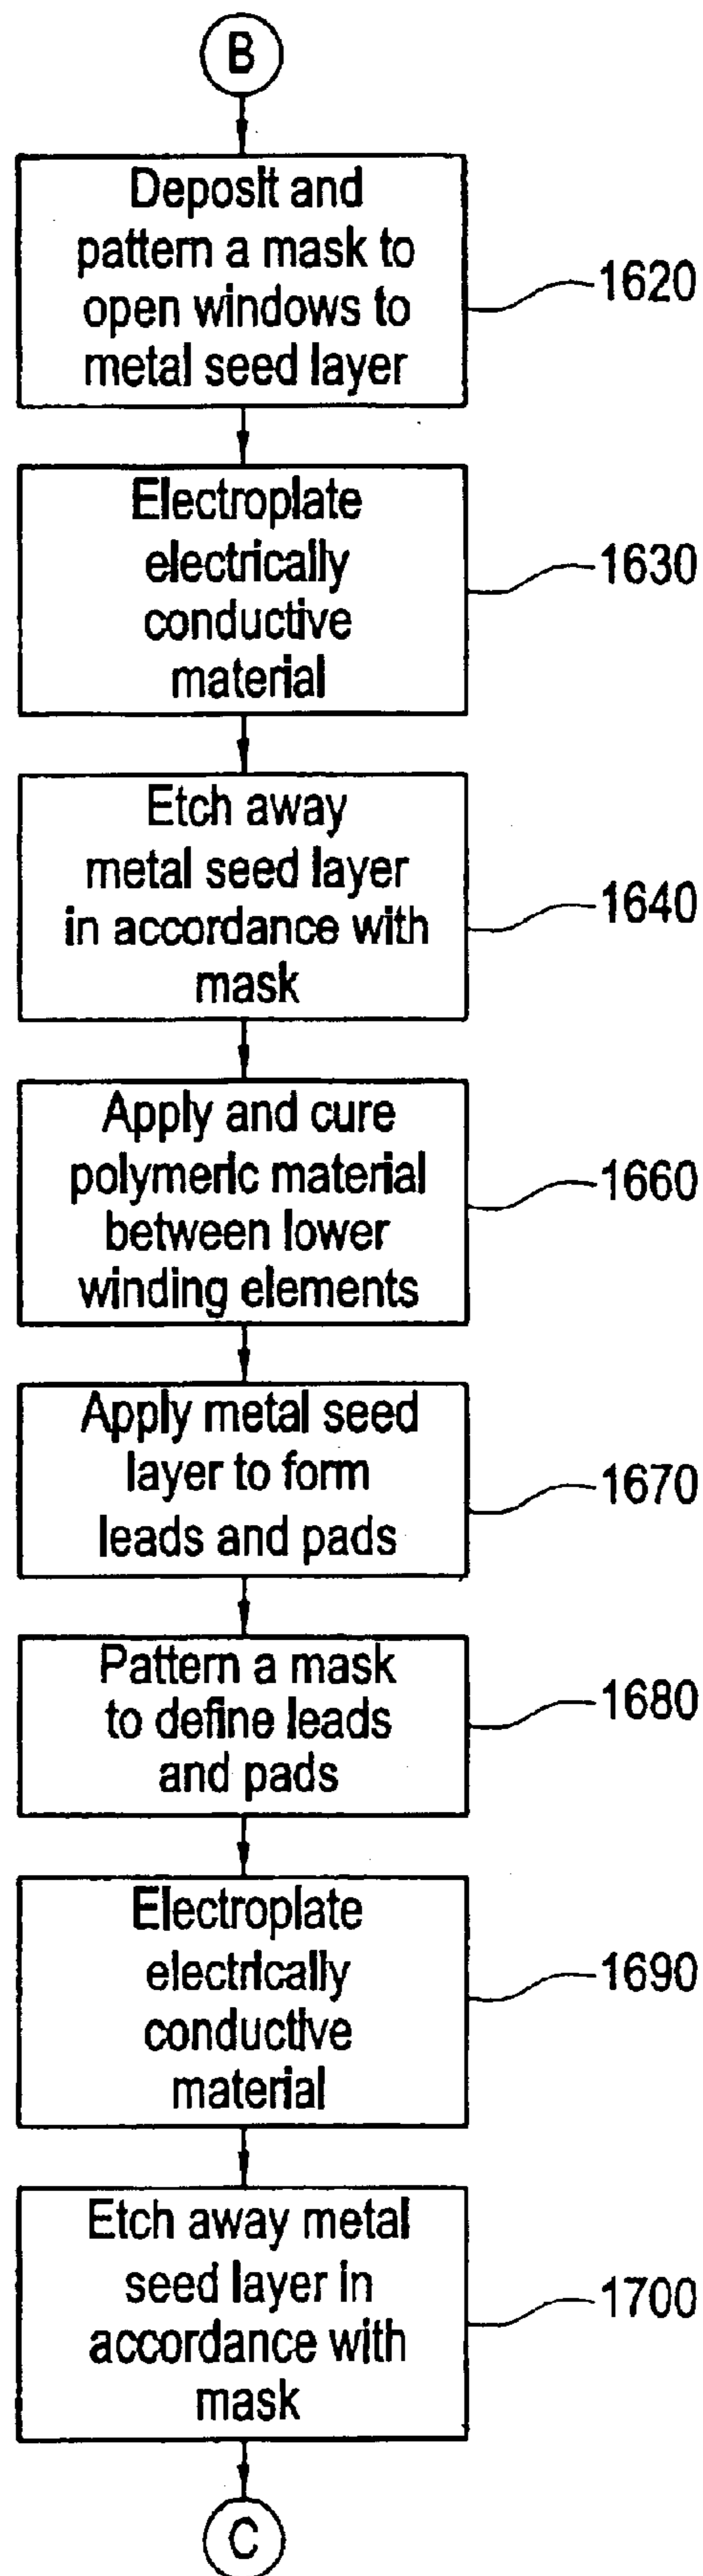 B
Deposit and
pattern a mask to
open windows to
metal seed layer
1620
Electroplate
electrically
conductive
material
1630
Etch away
metal seed layer
in accordance with
mask
1640
Apply and cure
polymeric material
between lower
winding elements
1660
Apply metal seed
layer to form
leads and pads
1670
Pattern a mask
to define leads
and pads
1680
Electroplate
electrically
conductive
material
1690
Etch away metal
seed layer in
accordance with
mask
1700
C